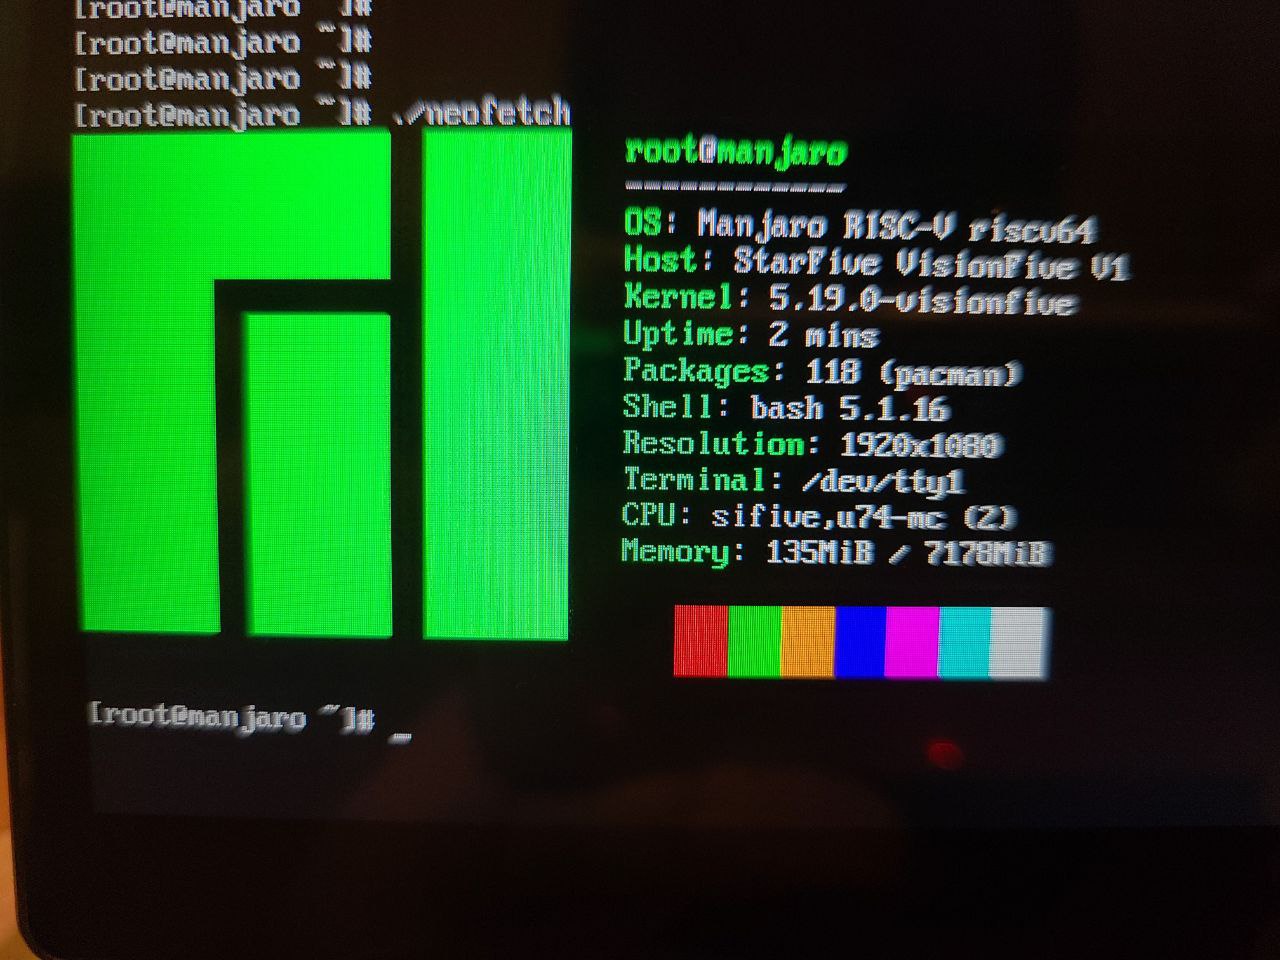 [root@manjaro ~]#
[root@manjaro ~]#
[root@manjaro ~]#
[root@manjaro ~]# ./neofetch
root@manjaro
------------
OS: Manjaro RISC-V riscv64
Host: StarFive VisionFive V1
Kernel: 5.19.0-visionfive
Uptime: 2 mins
Packages: 118 (pacman)
Shell: bash 5.1.16
Resolution: 1920x1080
Terminal: /dev/tty1
CPU: sifive,u74-mc (2)
Memory: 135MiB / 7178MiB
[root@manjaro ~]# _